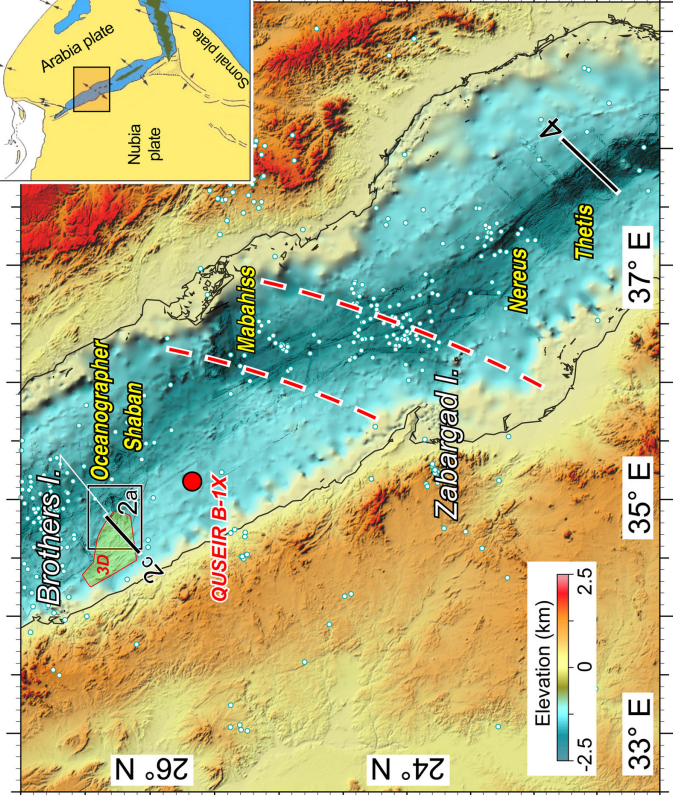 Arabia plate
Somali plate
Nubia
plate
4
Thetis
Nereus
37° E
Mabahiss
Oceanographer
Shaban
Zabargad I.
Brothers I.
2a
3D
2c
QUSEIR B-1X
35° E
Elevation (km)
-2.5
0
2.5
33° E
26° N
24° N